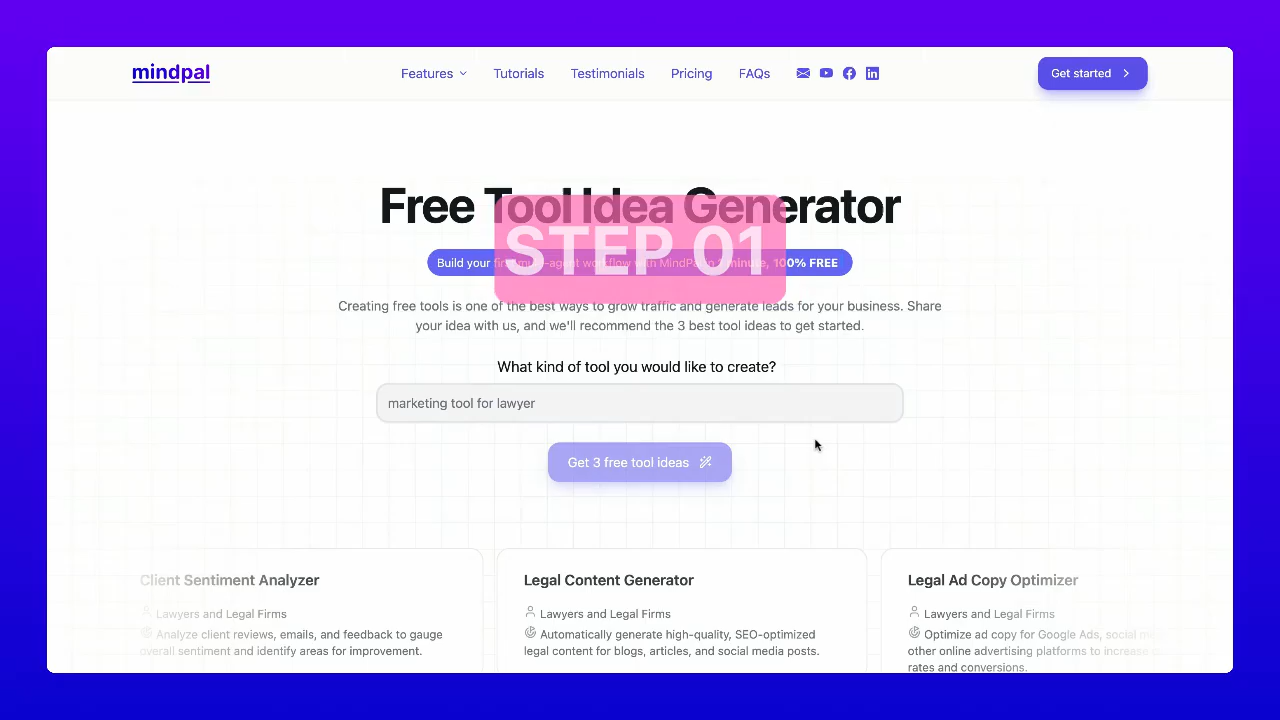 mindpal
Features
Tutorials
Testimonials
Pricing
FAQs
Get started
Free Tool Idea Generator
STEP 01
Build your first multi-agent workflow with MindPal in 1 minute, 100% FREE
Creating free tools is one of the best ways to grow traffic and generate leads for your business. Share
your idea with us, and we'll recommend the 3 best tool ideas to get started.
What kind of tool you would like to create?
marketing tool for lawyer
Get 3 free tool ideas
Client Sentiment Analyzer
Lawyers and Legal Firms
Analyze client reviews, emails, and feedback to gauge
overall sentiment and identify areas for improvement.
Legal Content Generator
Lawyers and Legal Firms
Automatically generate high-quality, SEO-optimized
legal content for blogs, articles, and social media posts.
Legal Ad Copy Optimizer
Lawyers and Legal Firms
Optimize ad copy for Google Ads, social
other online advertising platforms to increase
rates and conversions.